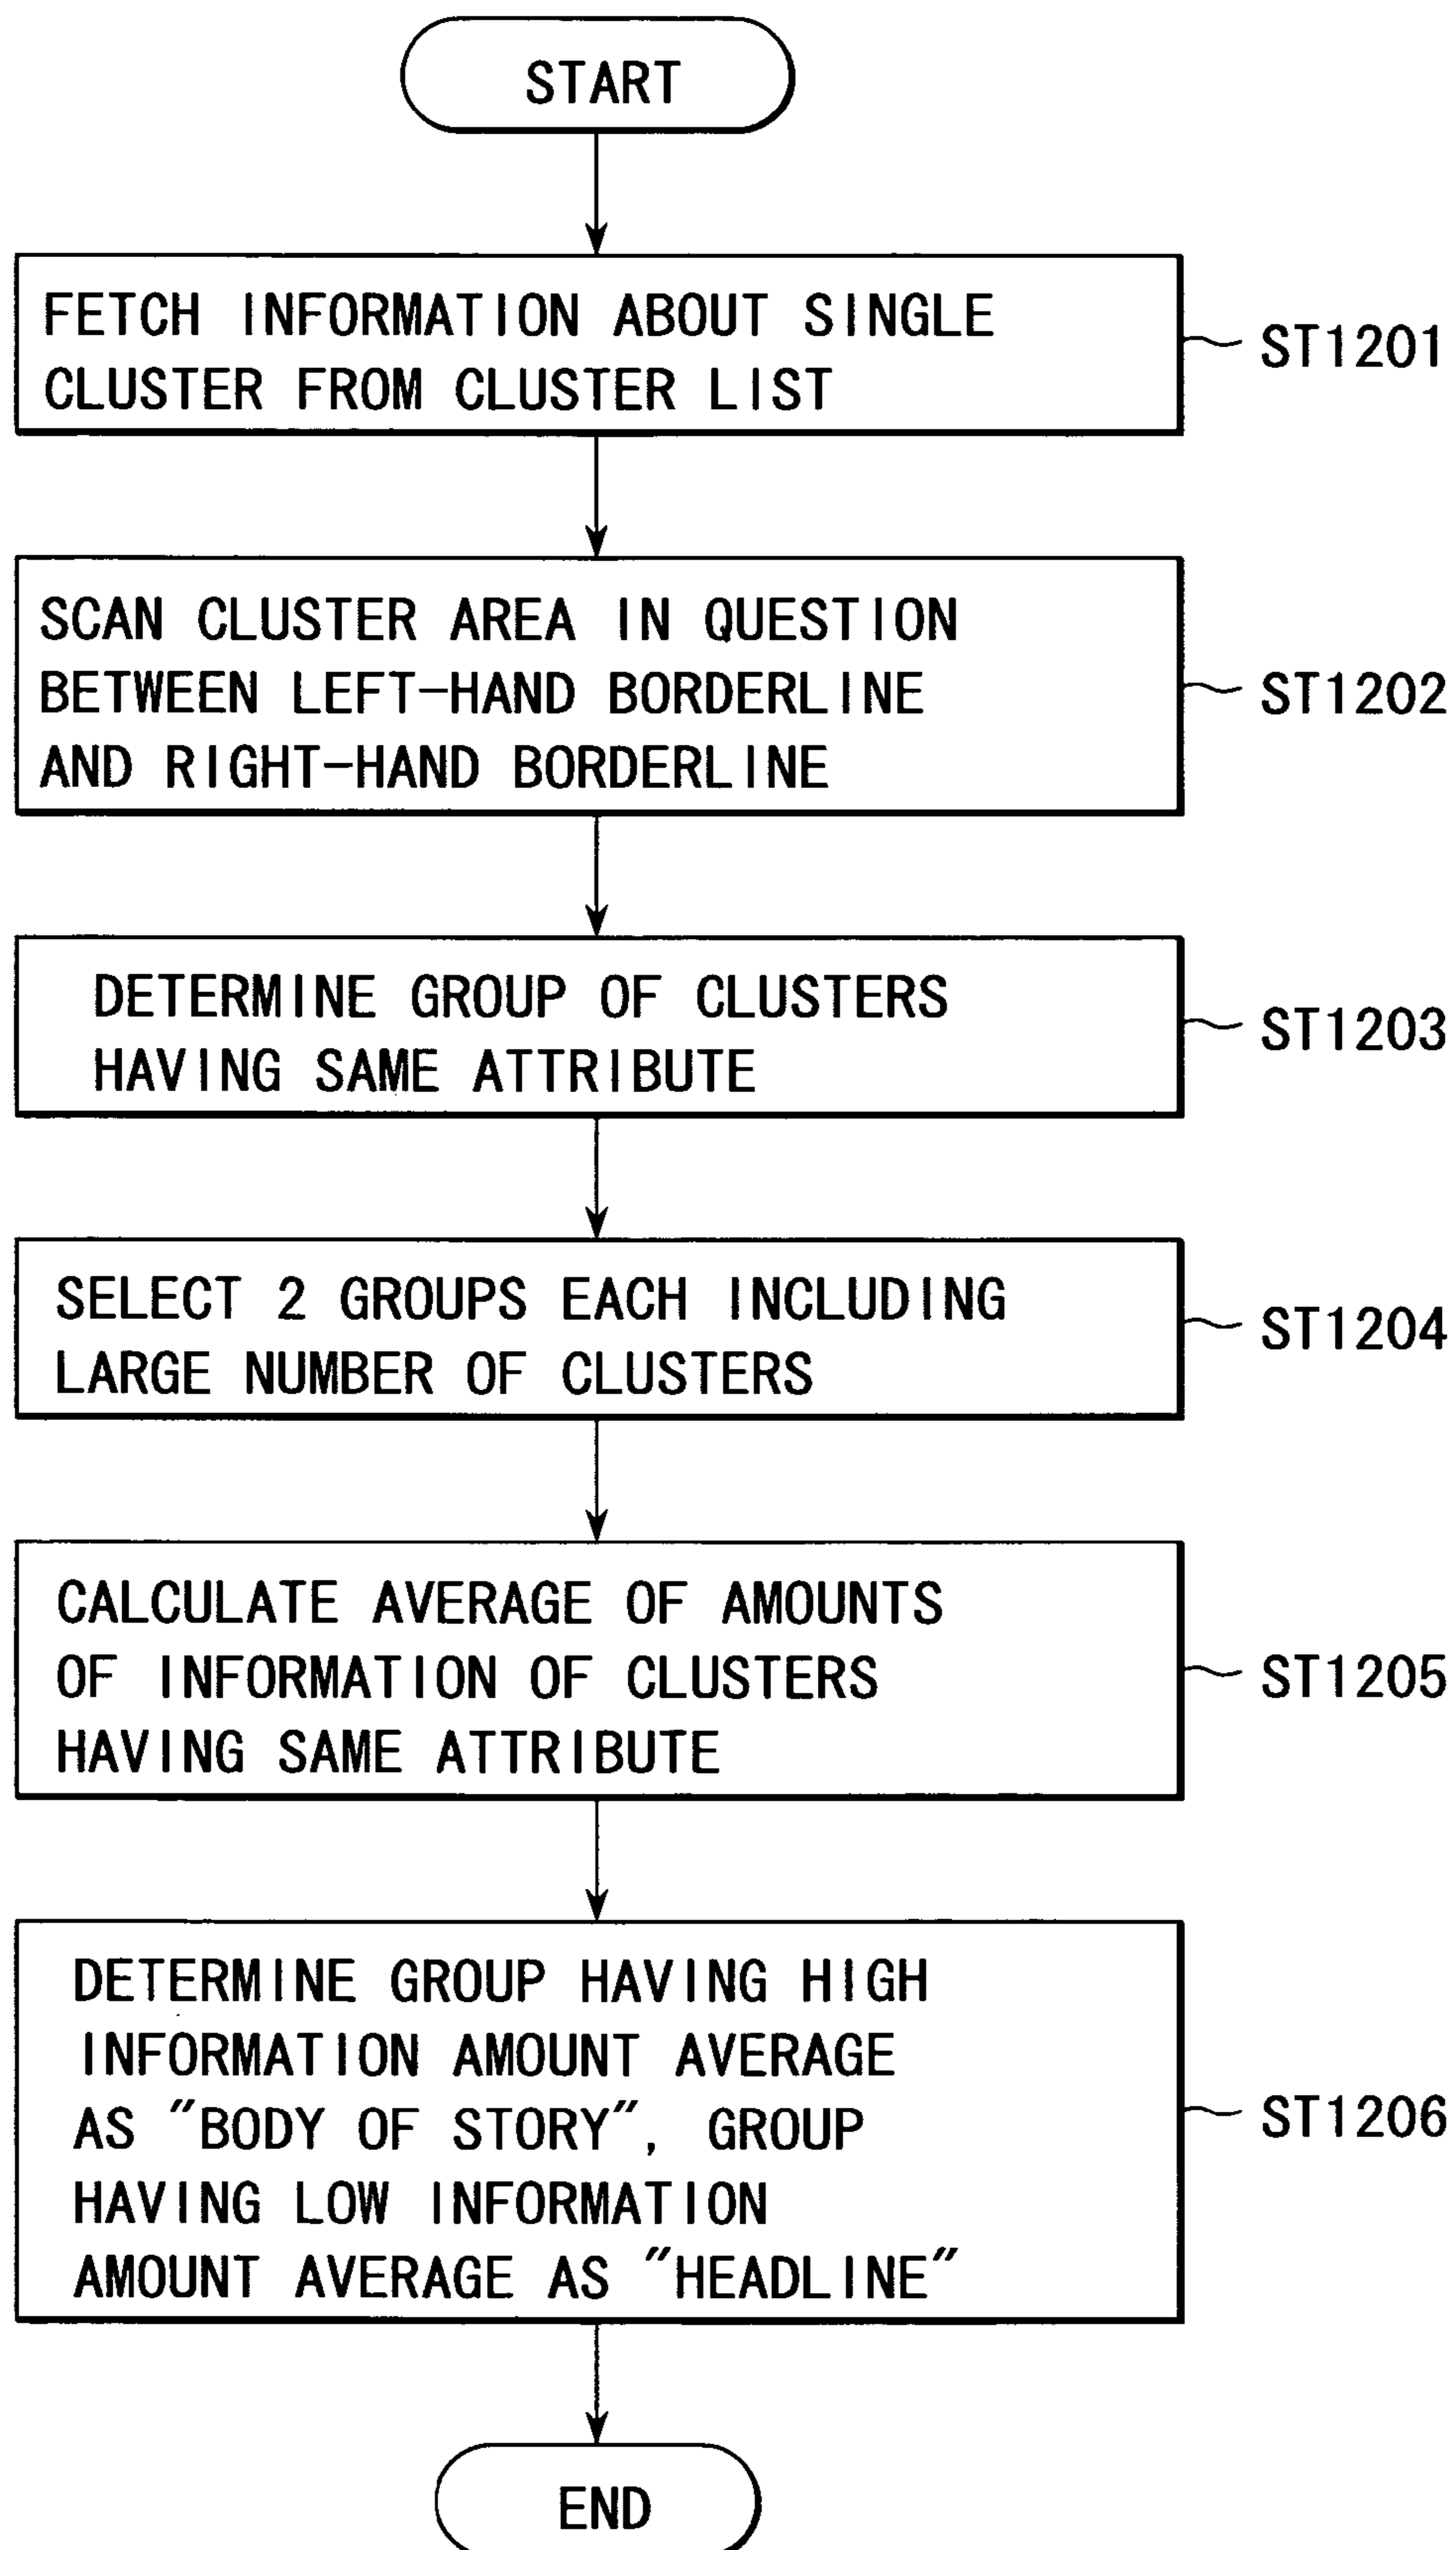 START
FETCH INFORMATION ABOUT SINGLE
CLUSTER FROM CLUSTER LIST
ST1201
SCAN CLUSTER AREA IN QUESTION
BETWEEN LEFT-HAND BORDERLINE
AND RIGHT-HAND BORDERLINE
ST1202
DETERMINE GROUP OF CLUSTERS
HAVING SAME ATTRIBUTE
ST1203
SELECT 2 GROUPS EACH INCLUDING
LARGE NUMBER OF CLUSTERS
ST1204
CALCULATE AVERAGE OF AMOUNTS
OF INFORMATION OF CLUSTERS
HAVING SAME ATTRIBUTE
ST1205
DETERMINE GROUP HAVING HIGH
INFORMATION AMOUNT AVERAGE
AS "BODY OF STORY", GROUP
HAVING LOW INFORMATION
AMOUNT AVERAGE AS "HEADLINE"
ST1206
END